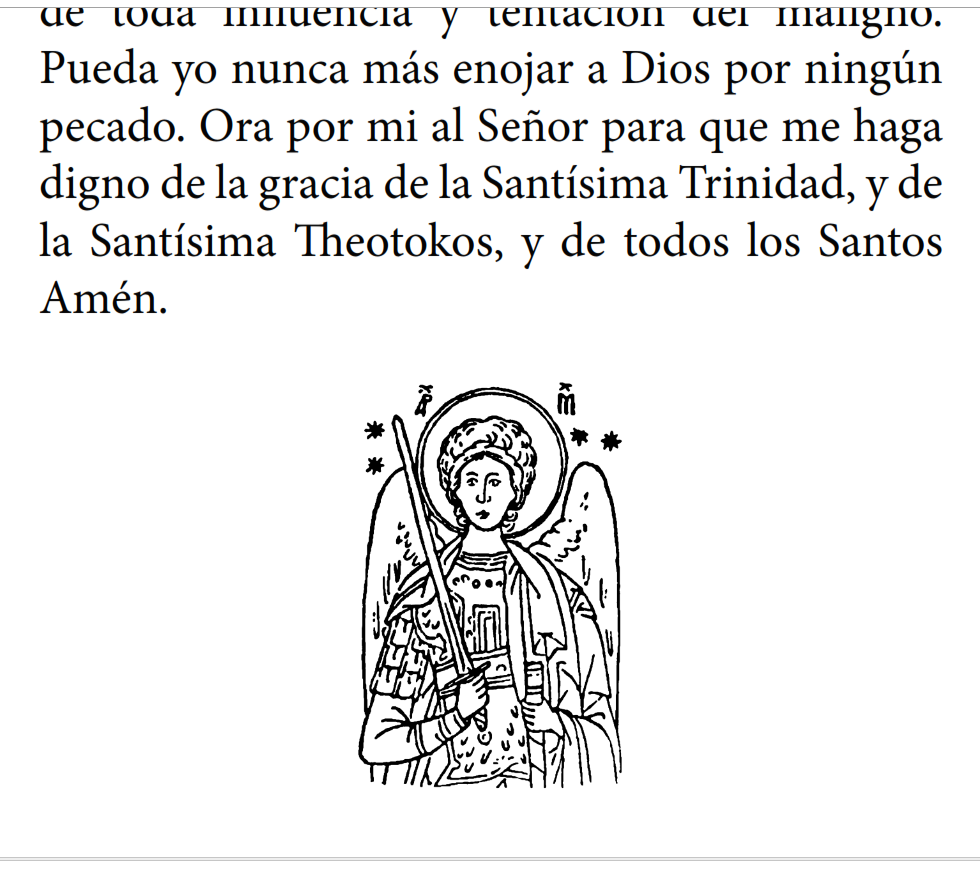 de toda influencia y tentación del maligno.
Pueda yo nunca más enojar a Dios por ningún
pecado. Ora por mi al Señor para que me haga
digno de la gracia de la Santísima Trinidad, y de
la Santísima Theotokos, y de todos los Santos
Amén.